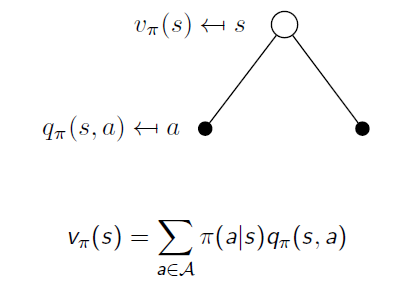 vπ(s) ↤ s
qπ(s, a) ↤ a
vπ(s) = ∑a∈𝒜 π(a|s)qπ(s, a)